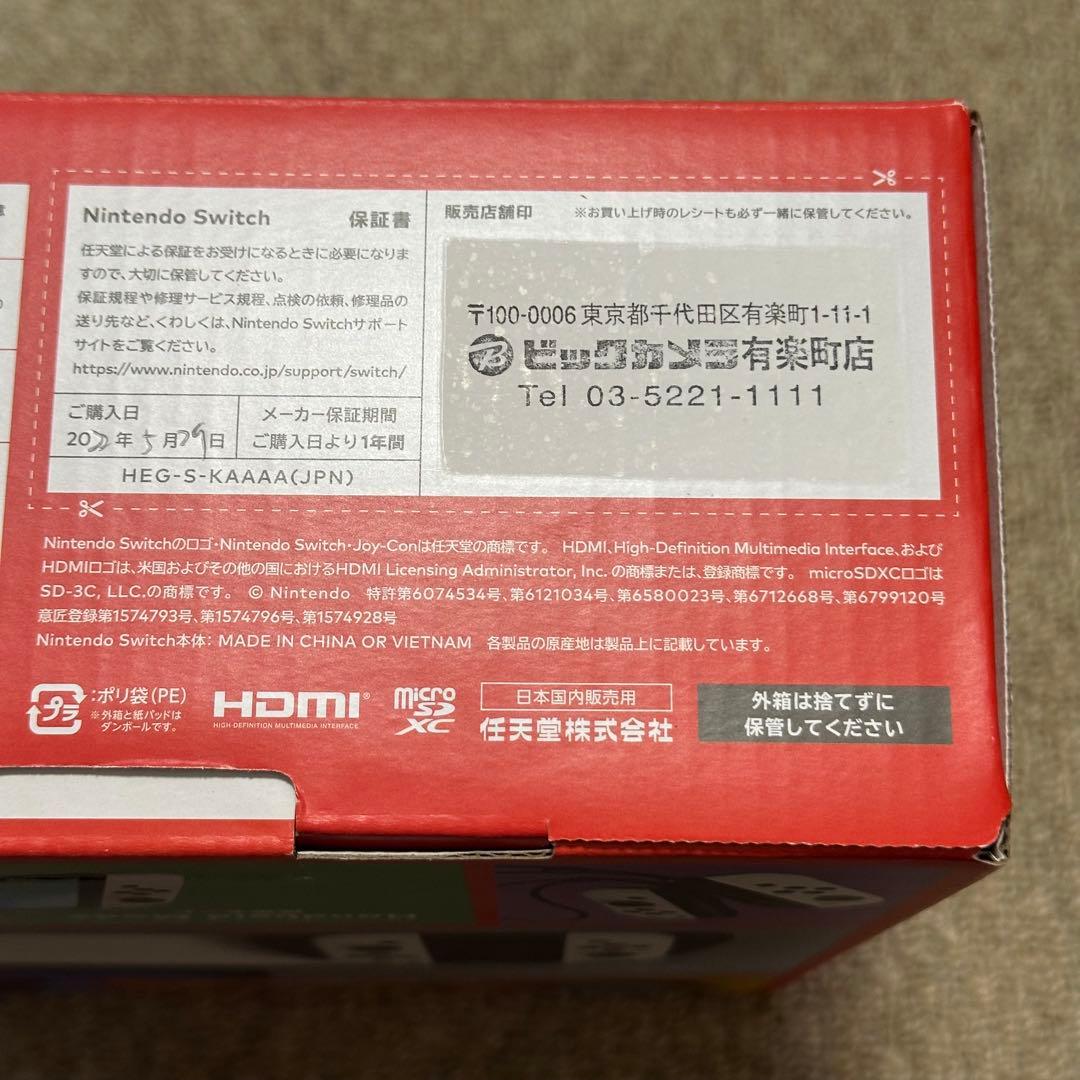 Nintendo Switch 保証書
任天堂による保証をお受けになるときに必要になりま
すので、大切に保管してください。
保証規程や修理サービス規程、点検の依頼、修理品の
送り先など、くわしくは、Nintendo Switchサポート
サイトをご覧ください。
https://www.nintendo.co.jp/support/switch/
ご購入日
2022年5月29日
メーカー保証期間
ご購入日より1年間
HEG-S-KAAAA(JPN)
販売店舗印 ※お買い上げ時のレシートも必ず一緒に保管してください。
〒100-0006 東京都千代田区有楽町1-11-1
ビックカメラ有楽町店
Tel 03-5221-1111
Nintendo Switchのロゴ・Nintendo Switch・Joy-Conは任天堂の商標です。 HDMI、High-Definition Multimedia Interface、および
HDMIロゴは、米国およびその他の国におけるHDMI Licensing Administrator, Inc. の商標または、登録商標です。 microSDXCロゴは
SD-3C, LLC.の商標です。 © Nintendo 特許第6074534号、第6121034号、第6580023号、第6712668号、第6799120号
意匠登録第1574793号、第1574796号、第1574928号
Nintendo Switch本体: MADE IN CHINA OR VIETNAM 各製品の原産地は製品上に記載しています。
プラ
:ポリ袋(PE)
※外箱と紙パッドは
ダンボールです。
HDMI®
HIGH-DEFINITION MULTIMEDIA INTERFACE
micro
SD
XC
日本国内販売用
任天堂株式会社
外箱は捨てずに
保管してください